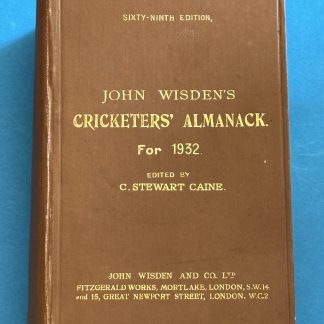 SIXTY-NINTH EDITION,
JOHN WISDEN'S
CRICKETERS' ALMANACK.
For 1932.
EDITED BY
C. STEWART CAINE.
JOHN WISDEN AND CO. LTD
FITZGERALD WORKS, MORTLAKE, LONDON, S.W.14
and 15, GREAT NEWPORT STREET, LONDON. W.C.2